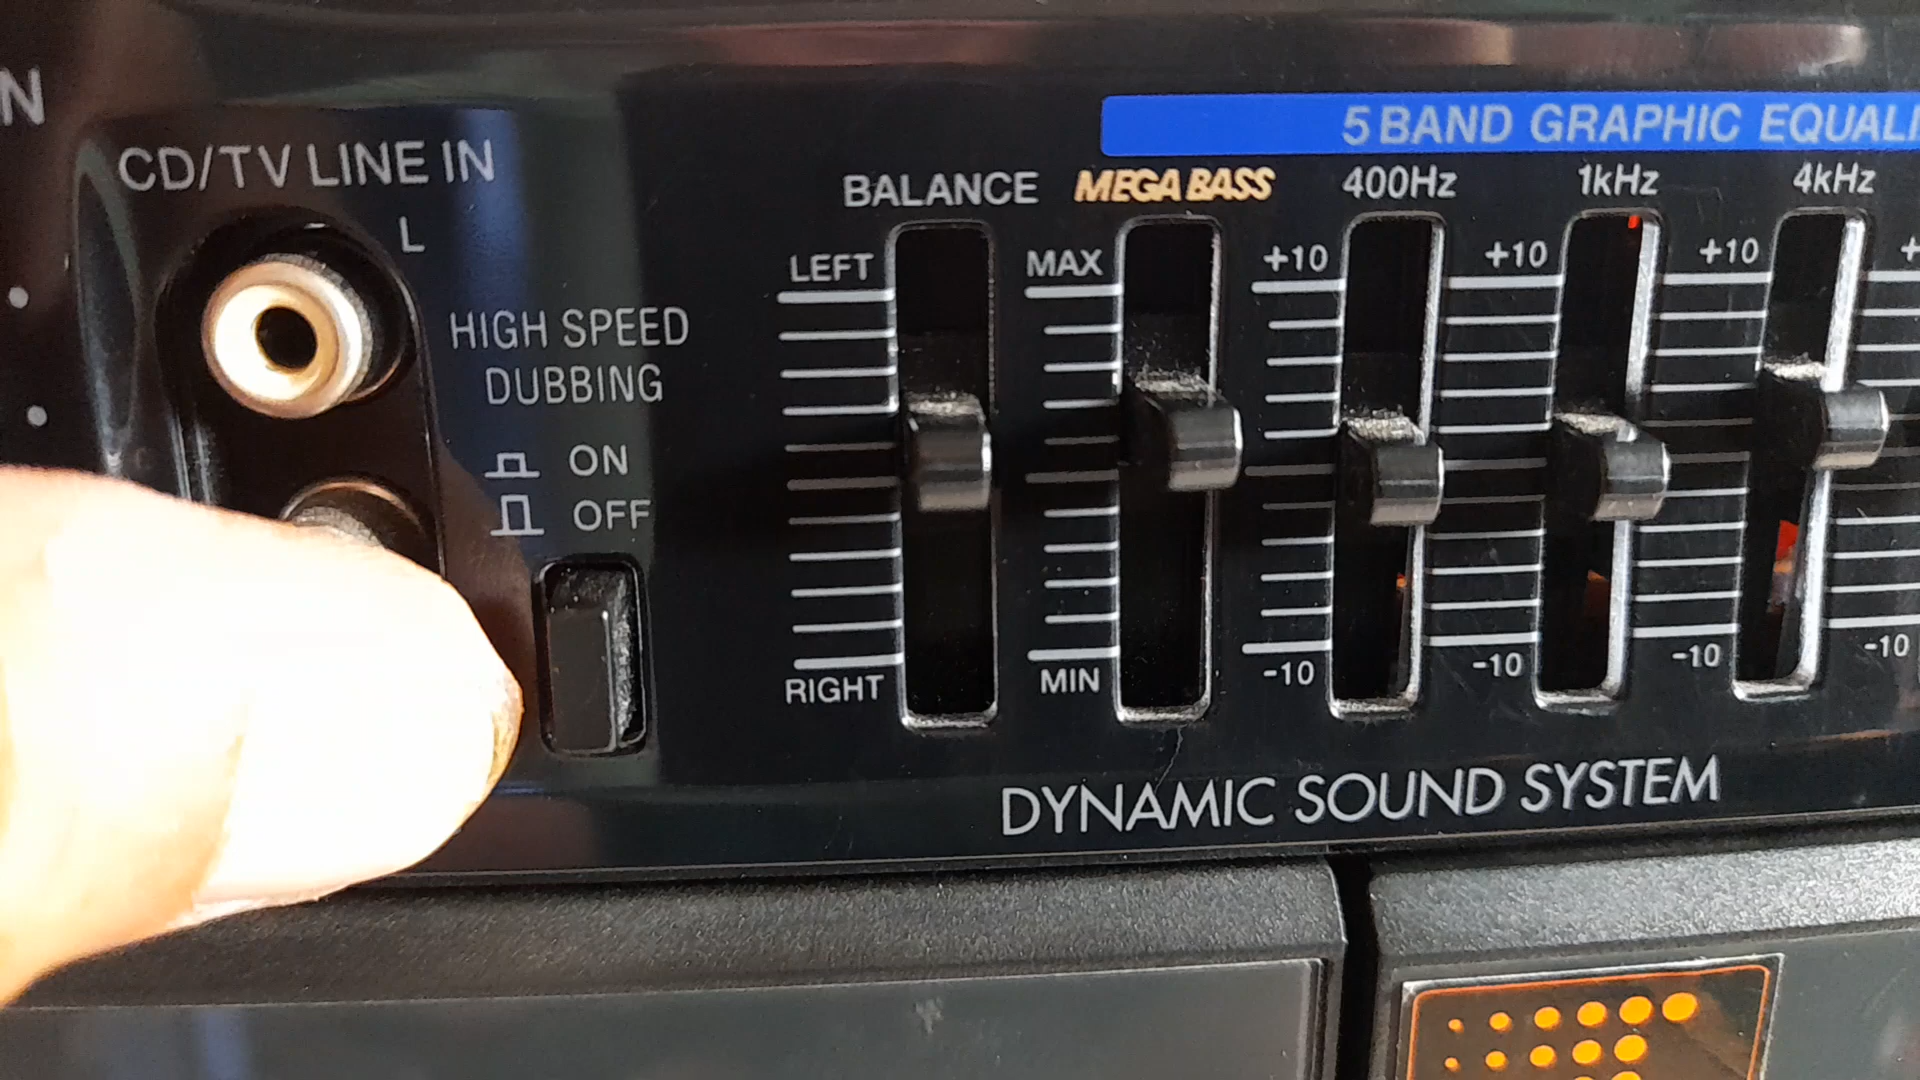 N
CD/TV LINE IN
L
HIGH SPEED
DUBBING
ON
OFF
5 BAND GRAPHIC EQUALI
BALANCE
MEGA BASS
400Hz
1kHz
4kHz
LEFT
MAX
+10
+10
+10
+
RIGHT
MIN
-10
-10
-10
-10
DYNAMIC SOUND SYSTEM